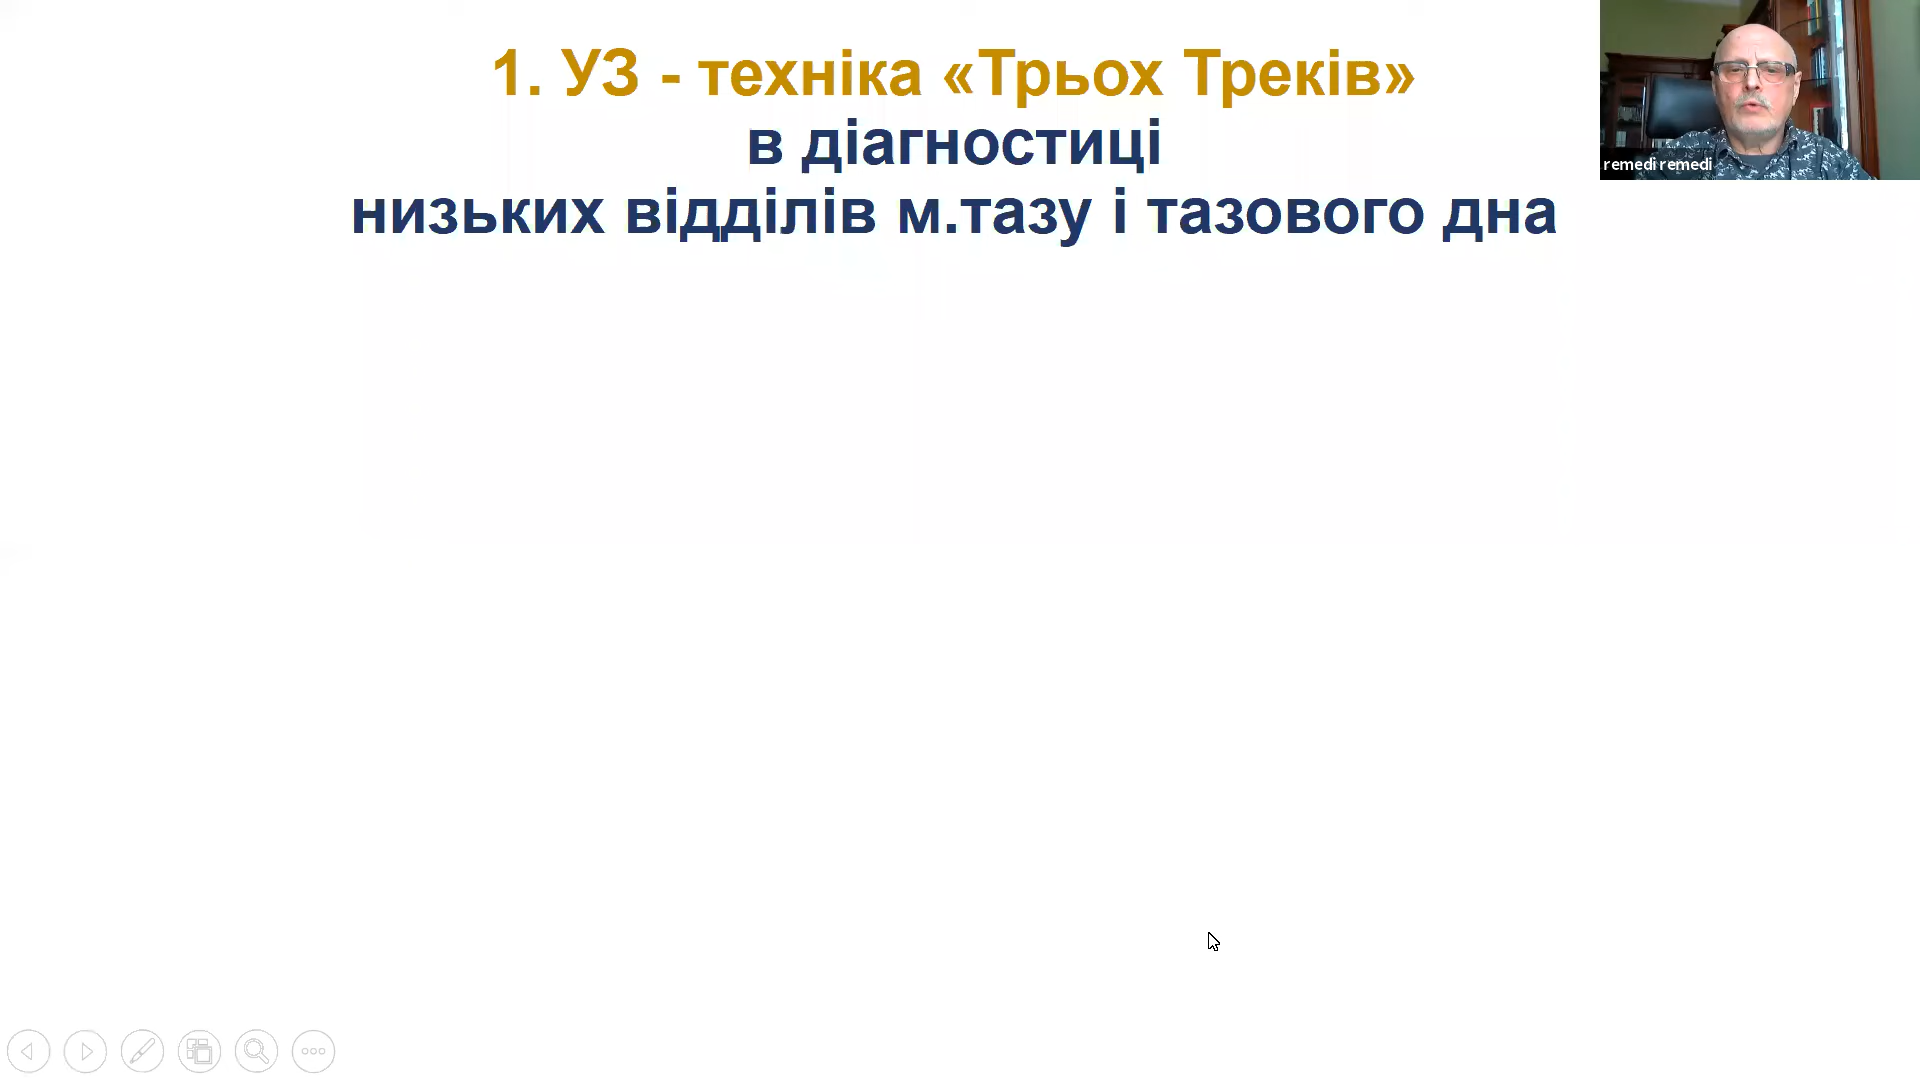 1. УЗ - техніка «Трьох Треків»
в діагностиці
низьких відділів м.тазу і тазового дна
remedi remedi